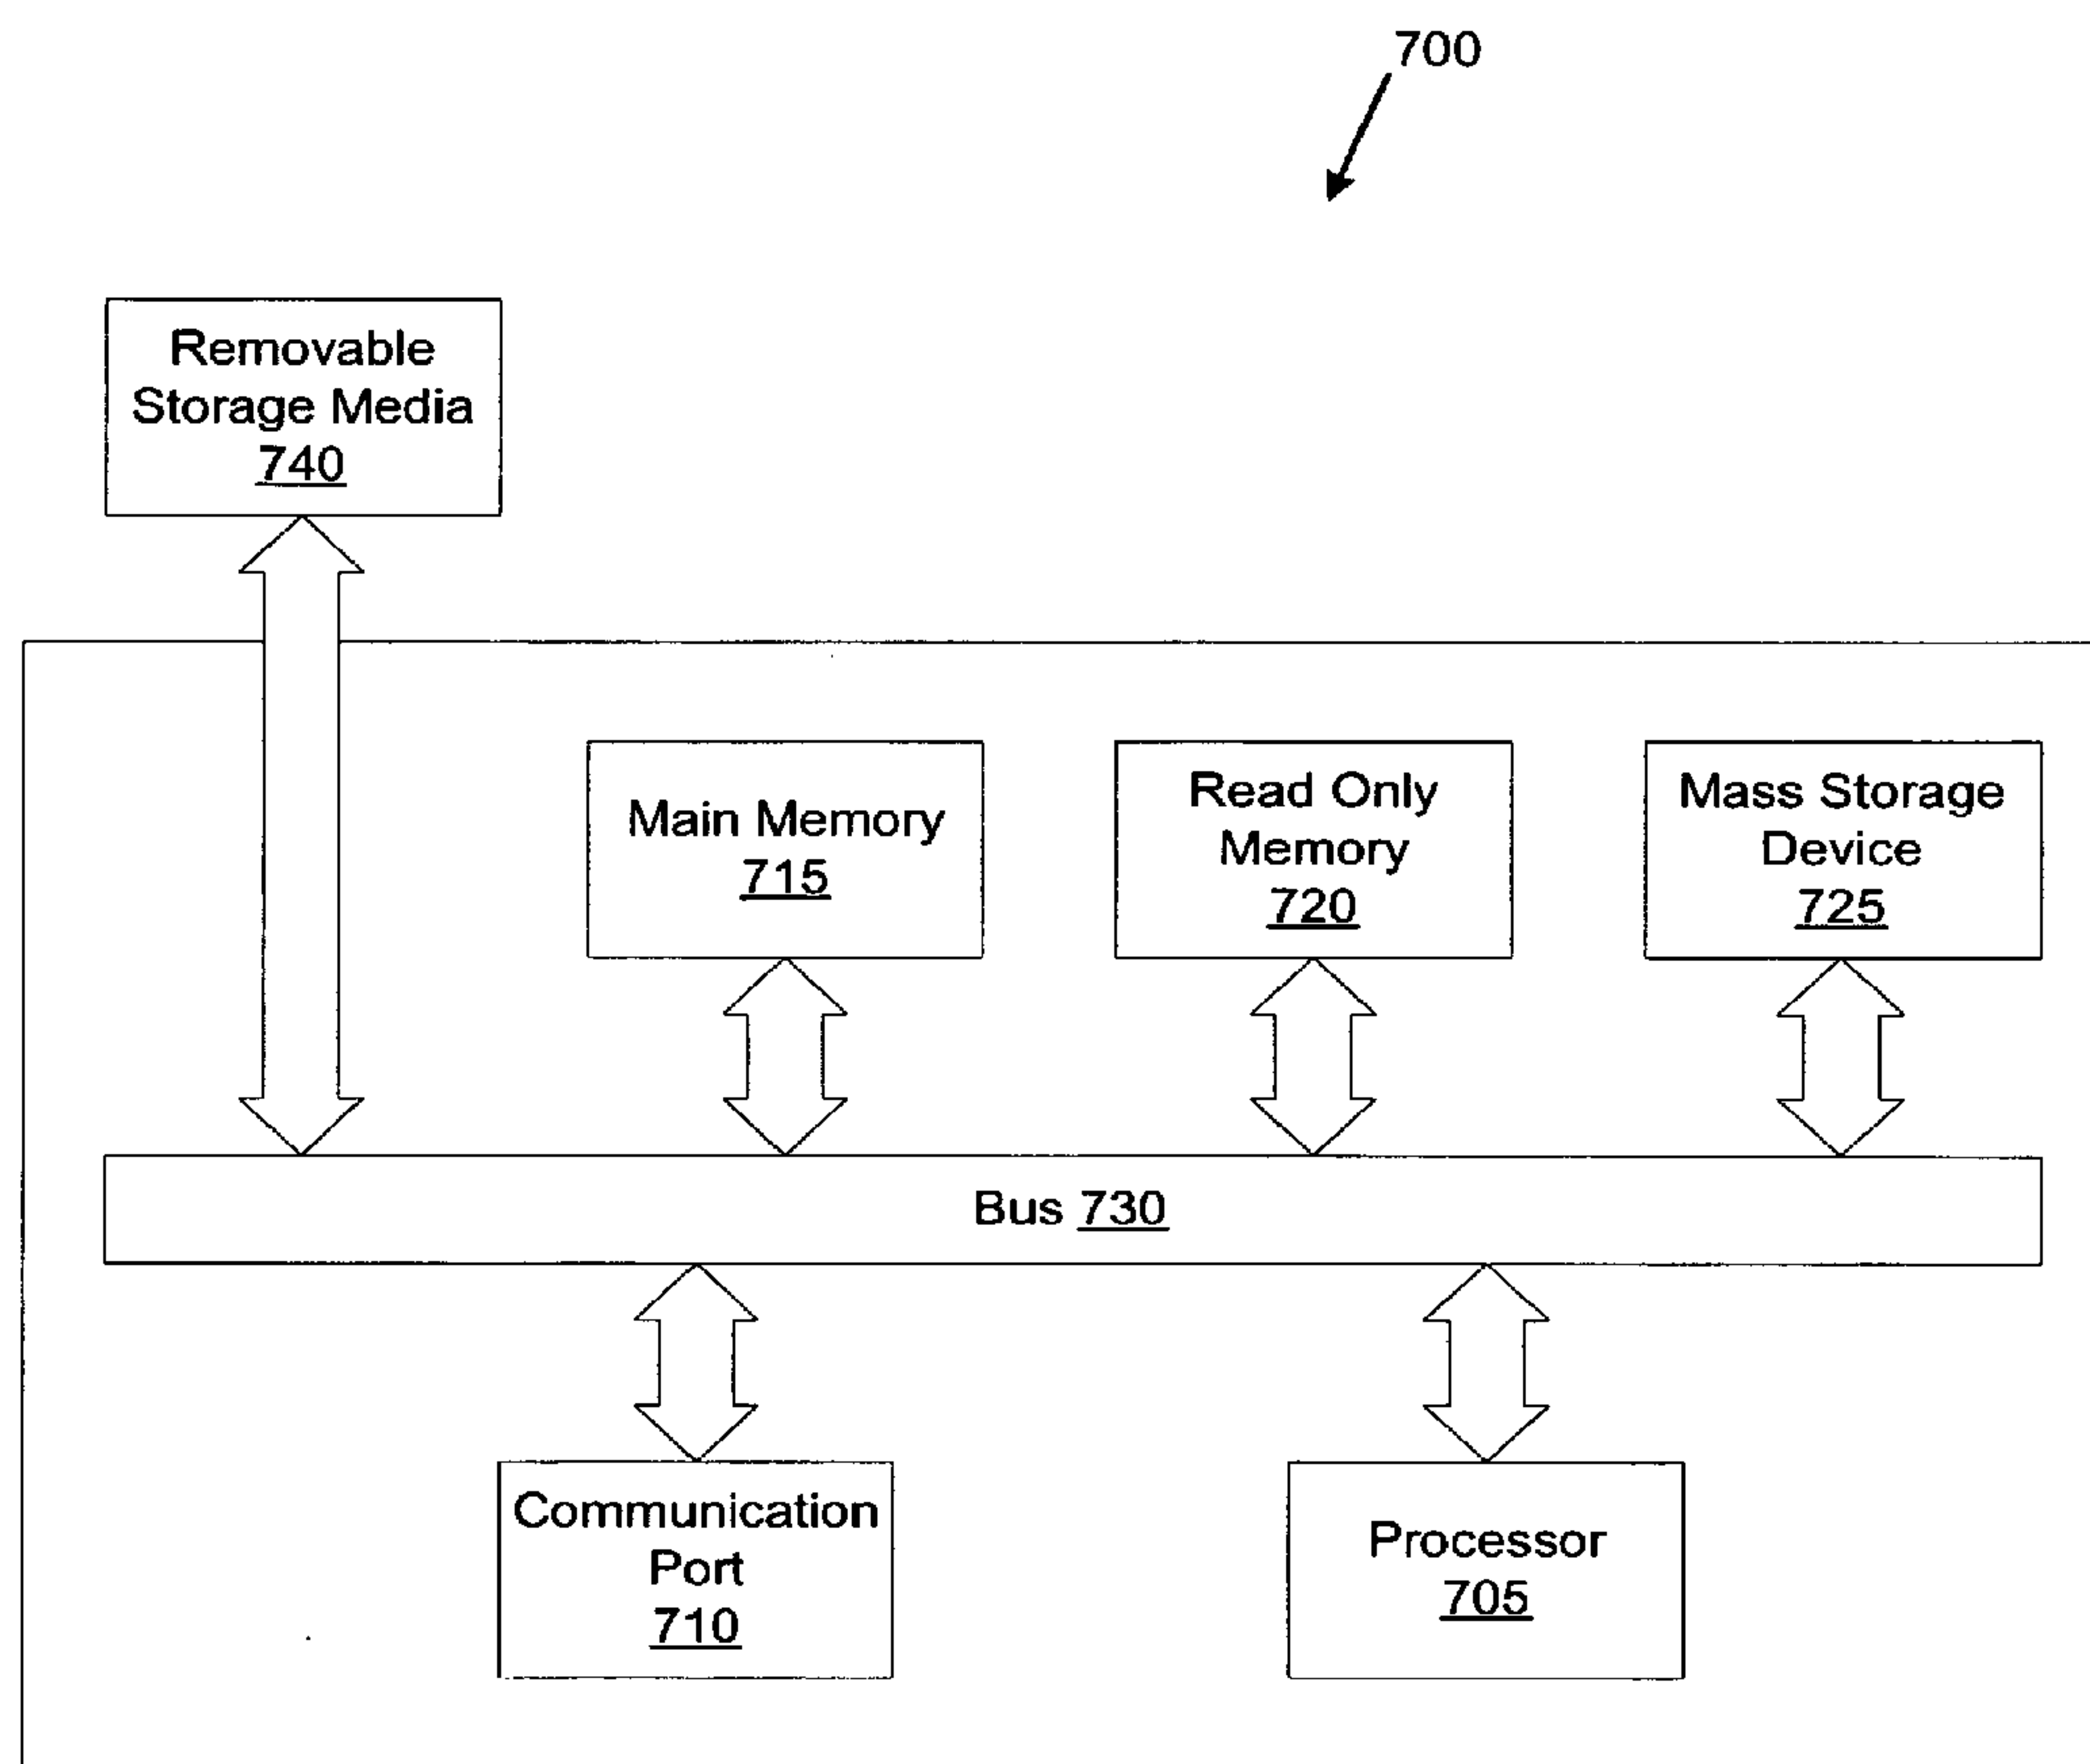 700
Removable
Storage Media
740
Main Memory
715
Read Only
Memory
720
Mass Storage
Device
725
Bus 730
Communication
Port
710
Processor
705